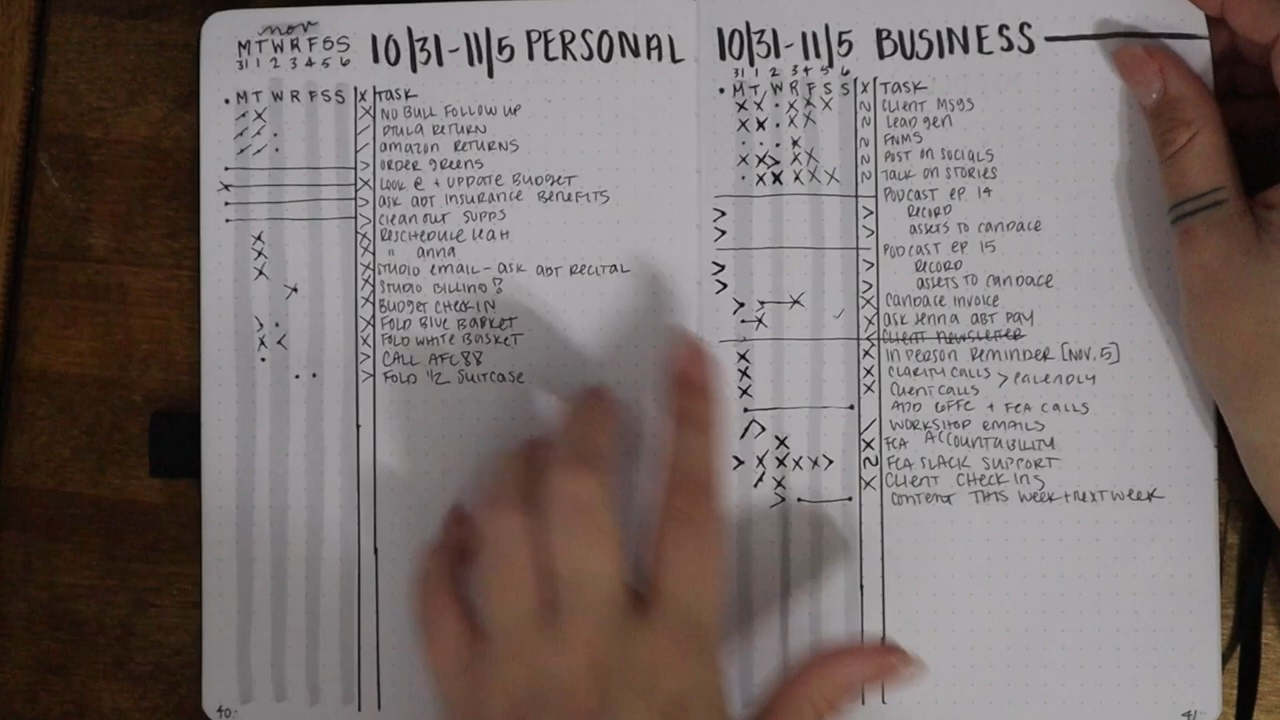 nov
M T W R F S S
31 1 2 3 4 5 6
10/31-11/5 PERSONAL
• M T W R F S S X TASK
NO BULL FOLLOW UP
RETURN
amazon RETURNS
ORDER greens
LOOK @ + UPDATE BUDGET
ask ABT INSURANCE BENEFITS
clean out SUPPS
RESCHEDULE LEAH
" anna
STUDIO email - ask ABT RECITAL
STUDIO BILLING?
BUDGET CHECK-IN
FOLD BLUE BASKET
FOLD WHITE BASKET
CALL AFC 88
FOLD 1/2 SUITCASE
40.
10/31-11/5 BUSINESS
31 1 2 3 4 5 6
• M T W R F S S X TASK
CLIENT MSGS
Lead gen
FNMS
POST ON SOCIALS
TALK ON STORIES
PODCAST EP 14
RECORD
assets to candace
PODCAST EP 15
RECORD
assets to candace
candace invoice
ask Jenna ABT PAY
CLIENT newsletter
IN PERSON REMINDER [NOV. 5]
CLARITY CALLS > calendly
CLIENT CALLS
ADD + FCA CALLS
WORKSHOP EMAILS
FCA ACCOUNTABILITY
FCA SLACK SUPPORT
CLIENT CHECK INS
CONTENT THIS WEEK + NEXT WEEK
41.